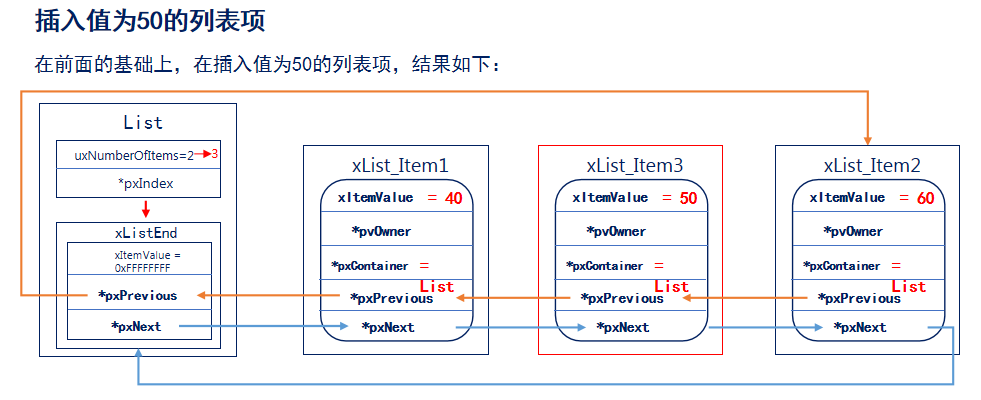 插入值为50的列表项
在前面的基础上，在插入值为50的列表项，结果如下：
List
uxNumberOfItems=2→3
*pxIndex
xListEnd
xItemValue =
0xFFFFFFFF
*pxPrevious
*pxNext
xList_Item1
xItemValue = 40
*pvOwner
*pxContainer =
List
*pxPrevious
*pxNext
xList_Item3
xItemValue = 50
*pvOwner
*pxContainer =
List
*pxPrevious
*pxNext
xList_Item2
xItemValue = 60
*pvOwner
*pxContainer =
List
*pxPrevious
*pxNext